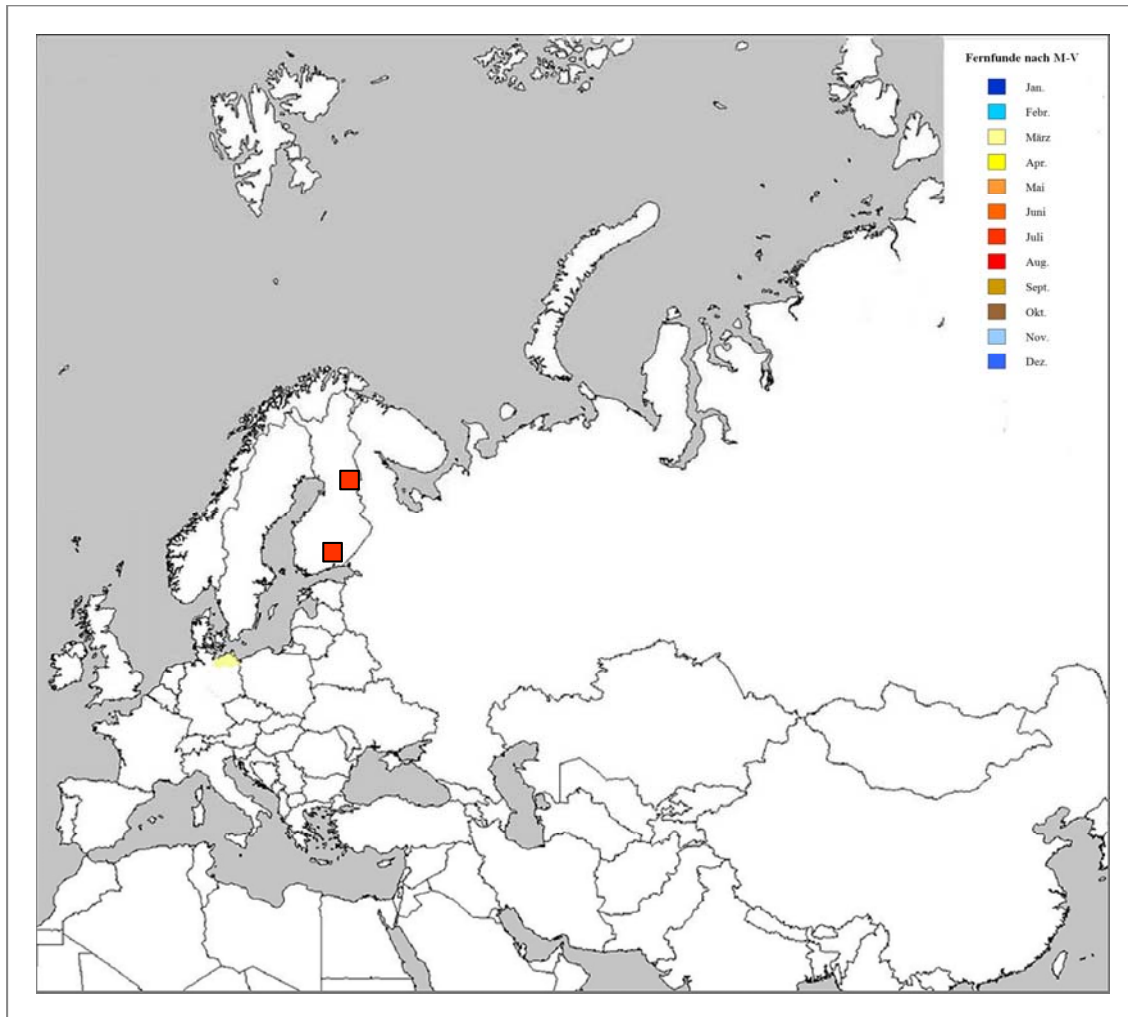 Fernfunde nach M-V
Jan.
Febr.
März
Apr.
Mai
Juni
Juli
Aug.
Sept.
Okt.
Nov.
Dez.